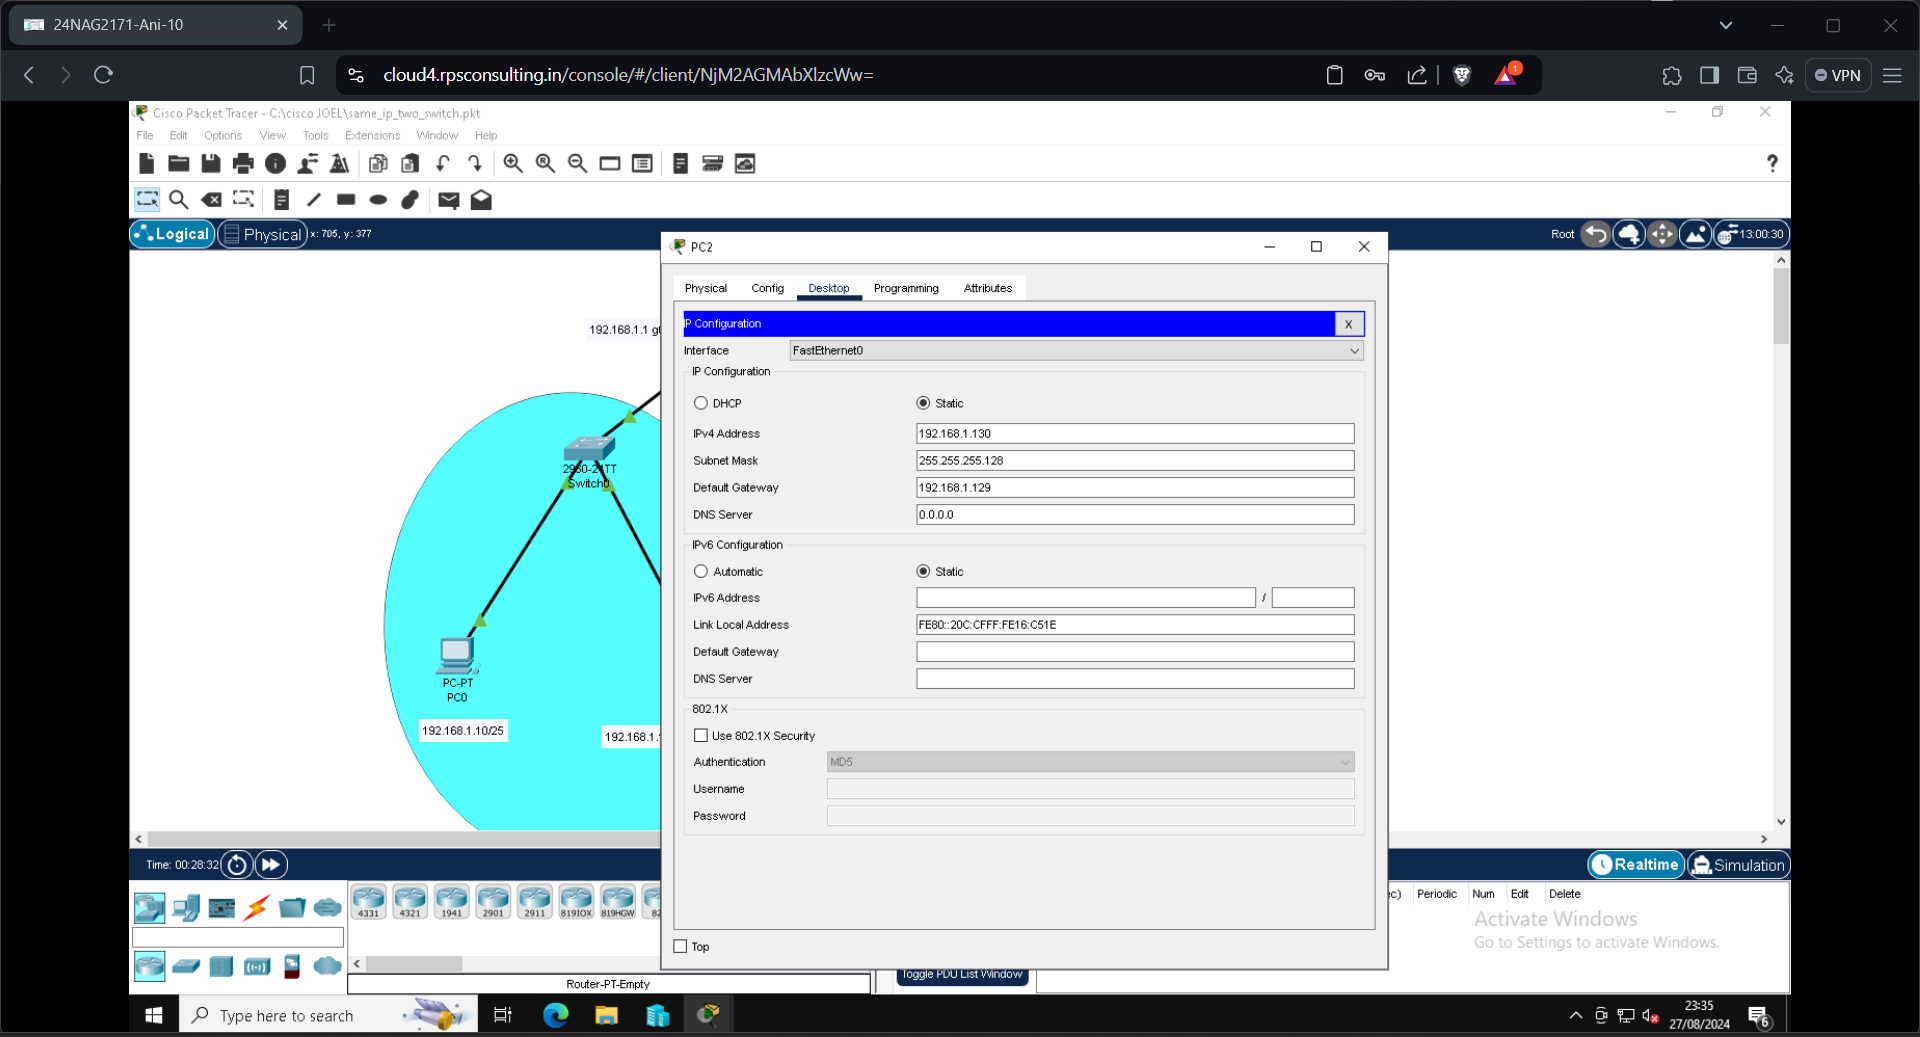 24NAG2171-Ani-10
cloud4.rpsconsulting.in/console/#/client/NjM2AGMAbXlzcWw=
1
VPN
Cisco Packet Tracer - C:\cisco JOEL\same_ip_two_switch.pkt
File Edit Options View Tools Extensions Window Help
?
Logical Physical x: 705, y: 377
Root 13:00:30
PC2
Physical Config Desktop Programming Attributes
IP Configuration X
Interface FastEthernet0
IP Configuration
DHCP Static
IPv4 Address 192.168.1.130
Subnet Mask 255.255.255.128
Default Gateway 192.168.1.129
DNS Server 0.0.0.0
IPv6 Configuration
Automatic Static
IPv6 Address /
Link Local Address FE80::20C:CFFF:FE16:C51E
Default Gateway
DNS Server
802.1X
Use 802.1X Security
Authentication MD5
Username
Password
Top
192.168.1.1
2950-24TT
Switch0
PC-PT
PC0
192.168.1.10/25
192.168.1.
Time: 00:28:32
Realtime Simulation
4331 4321 1941 2901 2911 819IOX 819HGW
Router-PT-Empty
Toggle PDU List Window
Periodic Num Edit Delete
Activate Windows
Go to Settings to activate Windows.
Type here to search
23:35
27/08/2024
6